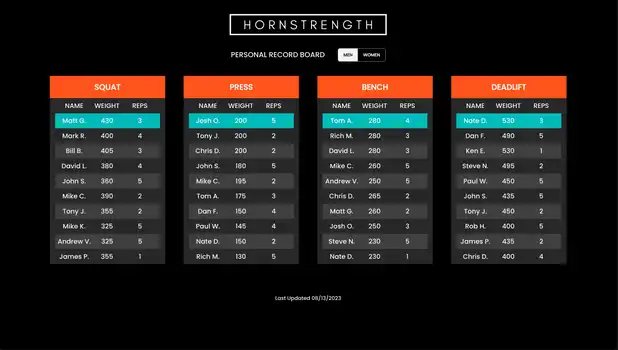 HORNSTRENGTH
PERSONAL RECORD BOARD MEN WOMEN
SQUAT PRESS BENCH DEADLIFT
NAME WEIGHT REPS NAME WEIGHT REPS NAME WEIGHT REPS NAME WEIGHT REPS
Matt G. 430 3 Josh O. 200 5 Tom A. 280 4 Nate D. 530 3
Mark R. 400 4 Tony J. 200 2 Rich M. 280 3 Dan F. 490 5
Bill B. 405 3 Chris D. 200 2 David L. 280 3 Ken E. 530 1
David L. 380 4 John S. 180 5 Mike C. 260 5 Steve N. 495 2
John S. 360 5 Mike C. 195 2 Andrew V. 250 5 Paul W. 450 5
Mike C. 390 2 Tom A. 175 3 Chris D. 265 2 John S. 435 5
Tony J. 355 2 Dan F. 150 4 Matt G. 260 2 Tony J. 450 2
Mike K. 325 5 Paul W. 145 4 Josh O. 250 3 Rob H. 400 5
Andrew V. 325 5 Nate D. 150 2 Steve N. 230 5 James P. 435 2
James P. 355 1 Rich M. 130 5 Nate D. 230 1 Chris D. 400 4
Last Updated 08/13/2023